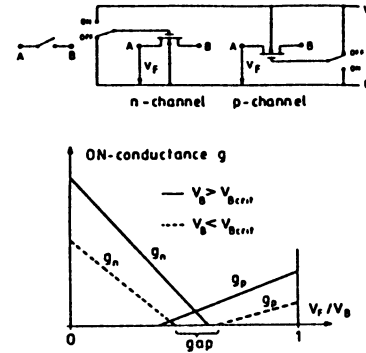 ON
OFF
A B
A B
V_F
n-channel
A B
V_F
p-channel
OFF
ON
V
0
ON-conductance g
V_B > V_Bcrit
V_B < V_Bcrit
g_n
g_n
g_p
g_p
V_F/V_B
0
gap
1